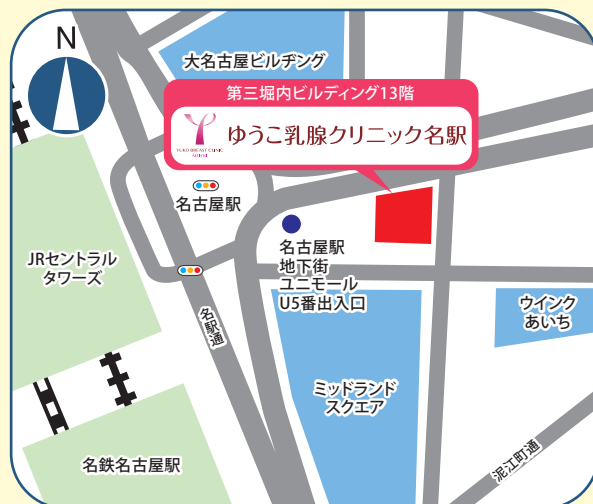 N
大名古屋ビルヂング
第三堀内ビルディング13階
YUKO BREAST CLINIC
MEIEKI
ゆうこ乳腺クリニック名駅
名古屋駅
名古屋駅
地下街
ユニモール
U5番出入口
JRセントラル
タワーズ
名駅通
ウインク
あいち
ミッドランド
スクエア
名鉄名古屋駅
泥江町通